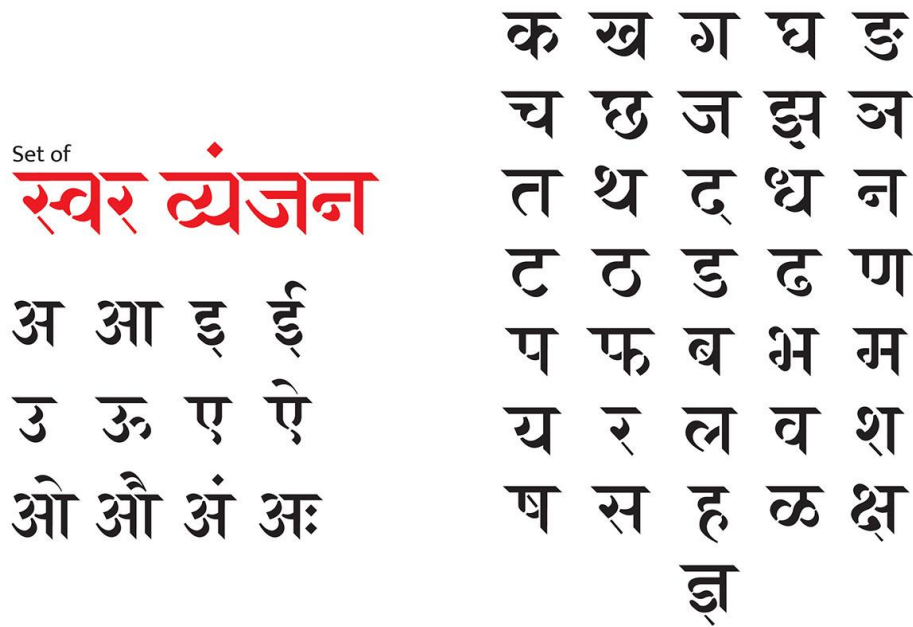 Set of
स्वर व्यंजन
अ आ इ ई
उ ऊ ए ऐ
ओ औ अं अः
क ख ग घ ङ
च छ ज झ ञ
त थ द ध न
ट ठ ड ढ ण
प फ ब भ म
य र ल व श
ष स ह ळ क्ष
ज्ञ